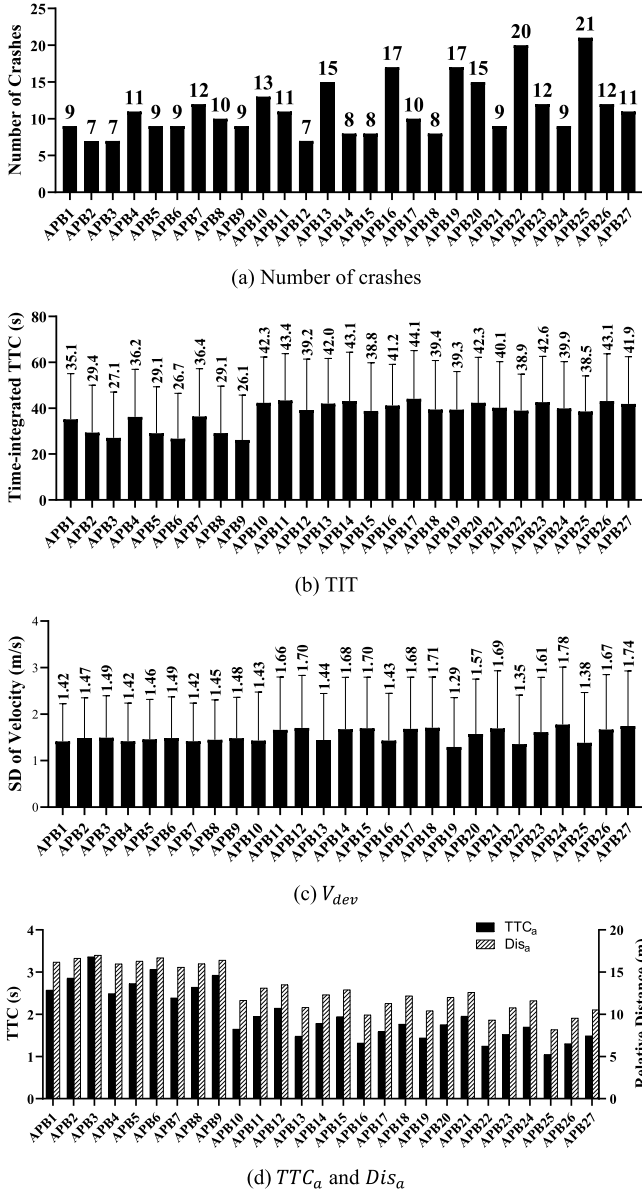 25
20
15
10
5
0
Number of Crashes
9 7 7 11 9 9 12 10 9 13 11 7 15 8 8 17 10 8 17 15 9 20 12 9 21 12 11
APB1 APB2 APB3 APB4 APB5 APB6 APB7 APB8 APB9 APB10 APB11 APB12 APB13 APB14 APB15 APB16 APB17 APB18 APB19 APB20 APB21 APB22 APB23 APB24 APB25 APB26 APB27
(a) Number of crashes
80
60
40
20
0
Time-integrated TTC (s)
35.1 29.4 27.1 36.2 29.1 26.7 36.4 29.1 26.1 42.3 43.4 39.2 42.0 43.1 38.8 41.2 44.1 39.4 39.3 42.3 40.1 38.9 42.6 39.9 38.5 43.1 41.9
APB1 APB2 APB3 APB4 APB5 APB6 APB7 APB8 APB9 APB10 APB11 APB12 APB13 APB14 APB15 APB16 APB17 APB18 APB19 APB20 APB21 APB22 APB23 APB24 APB25 APB26 APB27
(b) TIT
4
3
2
1
0
SD of Velocity (m/s)
1.42 1.47 1.49 1.42 1.46 1.49 1.42 1.45 1.48 1.43 1.66 1.70 1.44 1.68 1.70 1.43 1.68 1.71 1.29 1.57 1.69 1.35 1.61 1.78 1.38 1.67 1.74
APB1 APB2 APB3 APB4 APB5 APB6 APB7 APB8 APB9 APB10 APB11 APB12 APB13 APB14 APB15 APB16 APB17 APB18 APB19 APB20 APB21 APB22 APB23 APB24 APB25 APB26 APB27
(c) V_dev
TTC_a
Dis_a
4
3
2
1
0
TTC (s)
20
15
10
5
0
Relative Distance (m)
APB1 APB2 APB3 APB4 APB5 APB6 APB7 APB8 APB9 APB10 APB11 APB12 APB13 APB14 APB15 APB16 APB17 APB18 APB19 APB20 APB21 APB22 APB23 APB24 APB25 APB26 APB27
(d) TTC_a and Dis_a